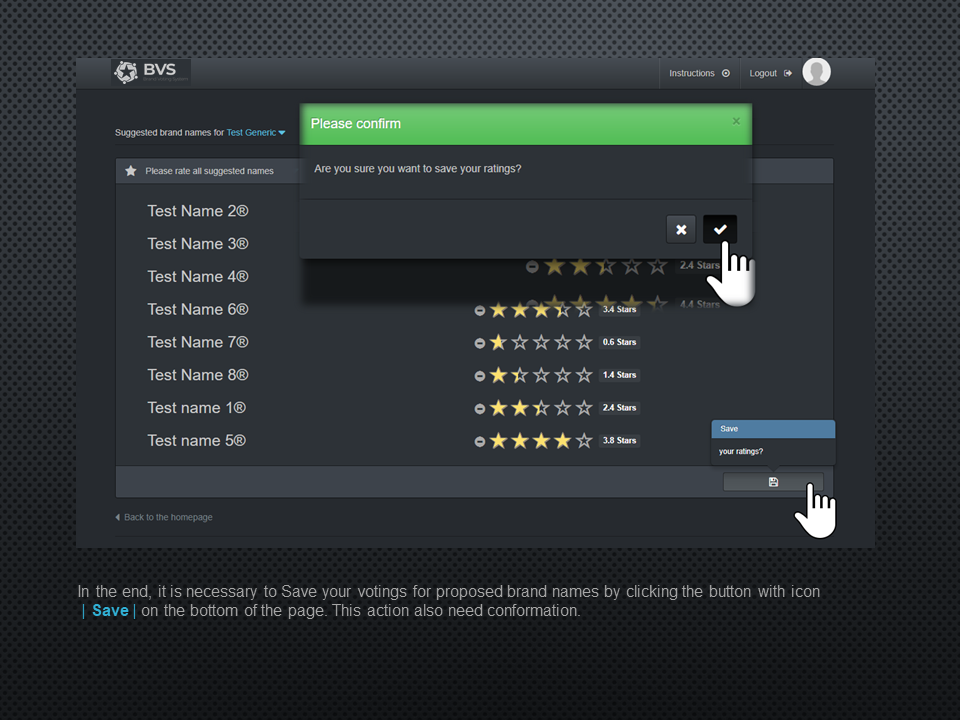 BVS
Instructions
Logout
Suggested brand names for Test Generic
Please confirm
×
Please rate all suggested names
Are you sure you want to save your ratings?
Test Name 2®
Test Name 3®
Test Name 4®
2.4 Stars
4.4 Stars
Test Name 6®
3.4 Stars
Test Name 7®
0.6 Stars
Test Name 8®
1.4 Stars
Test name 1®
2.4 Stars
Test name 5®
3.8 Stars
Save
your ratings?
Back to the homepage
In the end, it is necessary to Save your votings for proposed brand names by clicking the button with icon
| Save | on the bottom of the page. This action also need conformation.